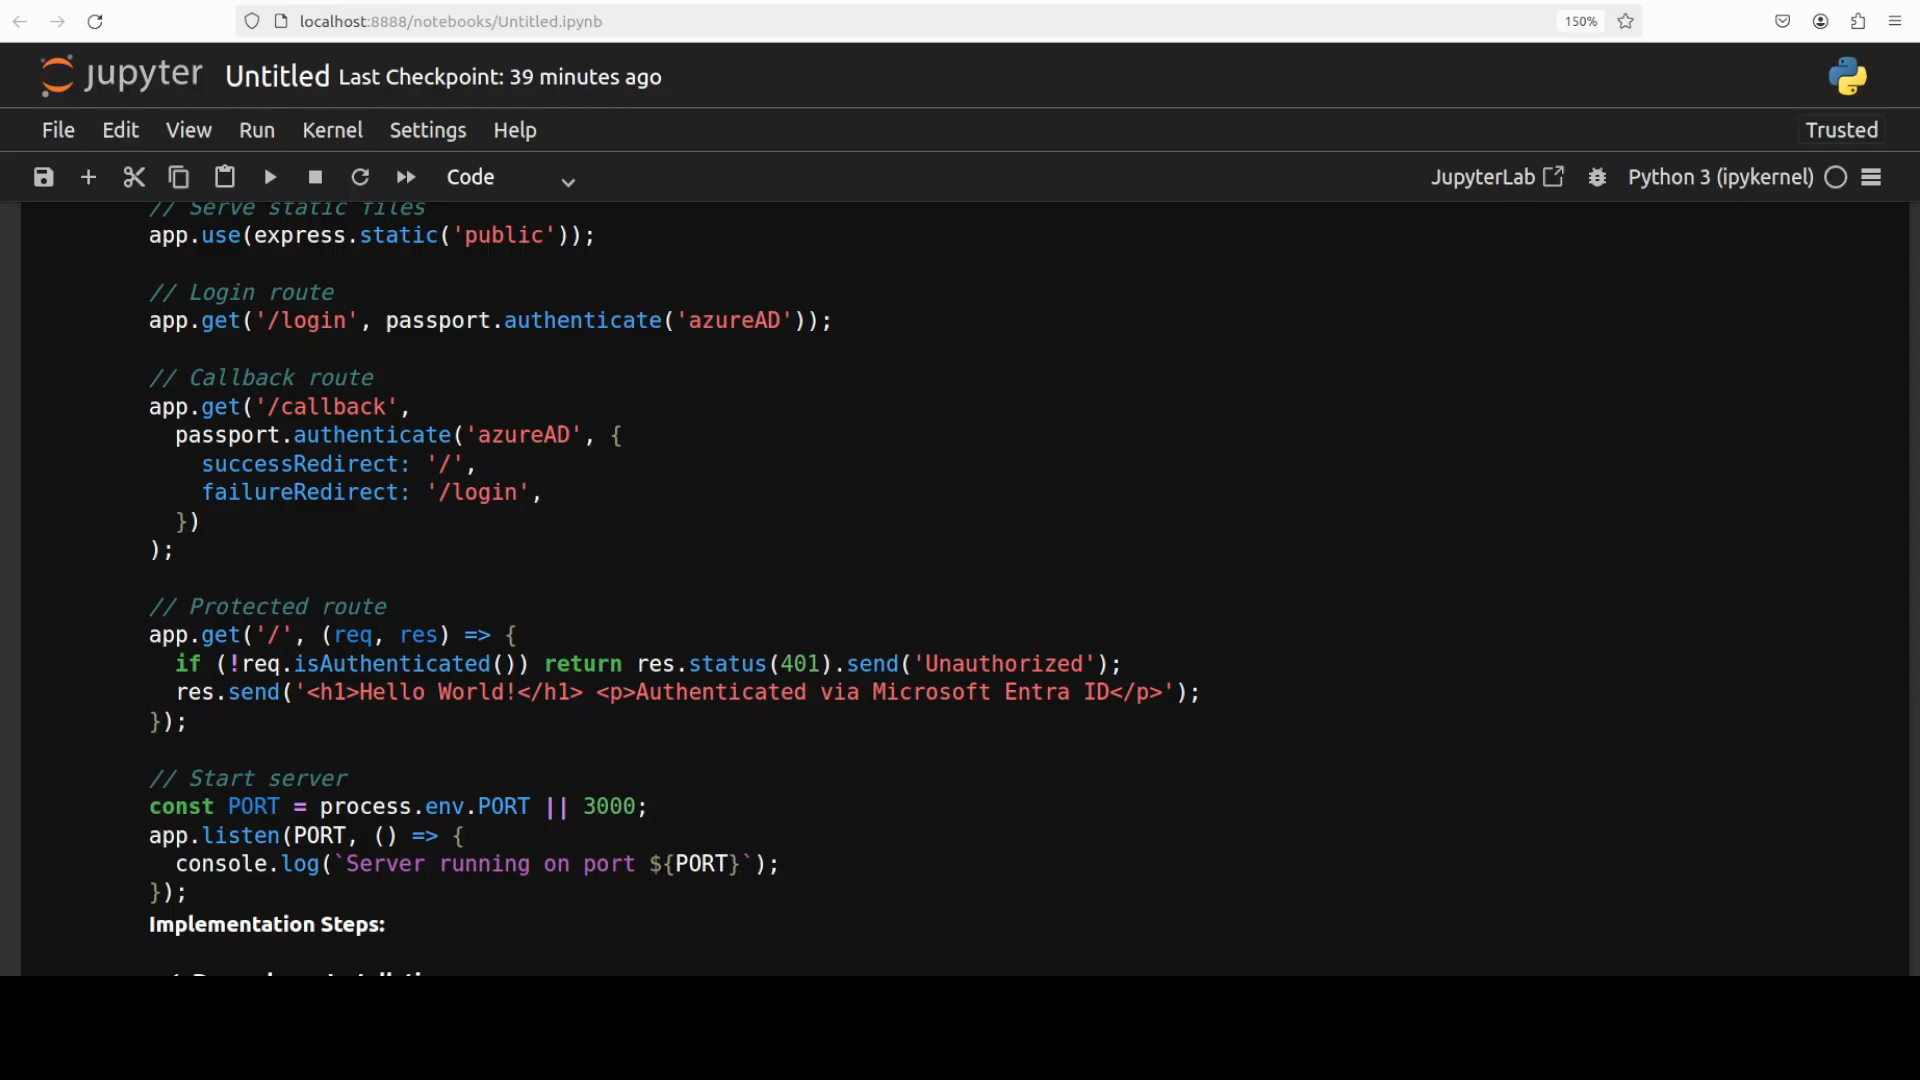 localhost:8888/notebooks/Untitled.ipynb
150%
jupyter Untitled Last Checkpoint: 39 minutes ago
File Edit View Run Kernel Settings Help
Trusted
Code
JupyterLab
Python 3 (ipykernel)
// Serve static files
app.use(express.static('public'));
// Login route
app.get('/login', passport.authenticate('azureAD'));
// Callback route
app.get('/callback',
  passport.authenticate('azureAD', {
    successRedirect: '/',
    failureRedirect: '/login',
  })
);
// Protected route
app.get('/', (req, res) => {
  if (!req.isAuthenticated()) return res.status(401).send('Unauthorized');
  res.send('<h1>Hello World!</h1> <p>Authenticated via Microsoft Entra ID</p>');
});
// Start server
const PORT = process.env.PORT || 3000;
app.listen(PORT, () => {
  console.log(`Server running on port ${PORT}`);
});
Implementation Steps: